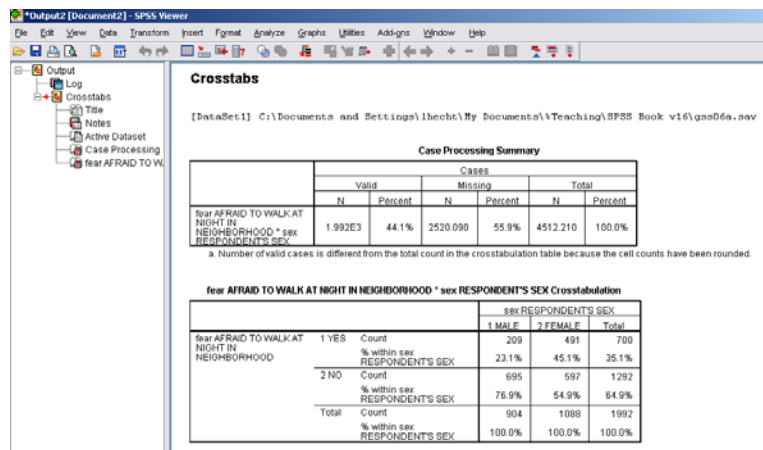 *Output2 [Document2] - SPSS Viewer
File Edit View Data Transform Insert Format Analyze Graphs Utilities Add-ons Window Help
Output
Log
Crosstabs
Title
Notes
Active Dataset
Case Processing
fear AFRAID TO W
Crosstabs
[DataSet1] C:\Documents and Settings\lhecht\My Documents\%Teaching\SPSS Book v16\gss06a.sav
Case Processing Summary
Cases
Valid Missing Total
N Percent N Percent N Percent
fear AFRAID TO WALK AT
NIGHT IN
NEIGHBORHOOD * sex
RESPONDENT'S SEX
1.992E3 44.1% 2520.090 55.9% 4512.210 100.0%
a. Number of valid cases is different from the total count in the crosstabulation table because the cell counts have been rounded.
fear AFRAID TO WALK AT NIGHT IN NEIGHBORHOOD * sex RESPONDENT'S SEX Crosstabulation
sex RESPONDENT'S SEX
1 MALE 2 FEMALE Total
fear AFRAID TO WALK AT
NIGHT IN
NEIGHBORHOOD
1 YES Count 209 491 700
% within sex
RESPONDENT'S SEX 23.1% 45.1% 35.1%
2 NO Count 695 597 1292
% within sex
RESPONDENT'S SEX 76.9% 54.9% 64.9%
Total Count 904 1088 1992
% within sex
RESPONDENT'S SEX 100.0% 100.0% 100.0%